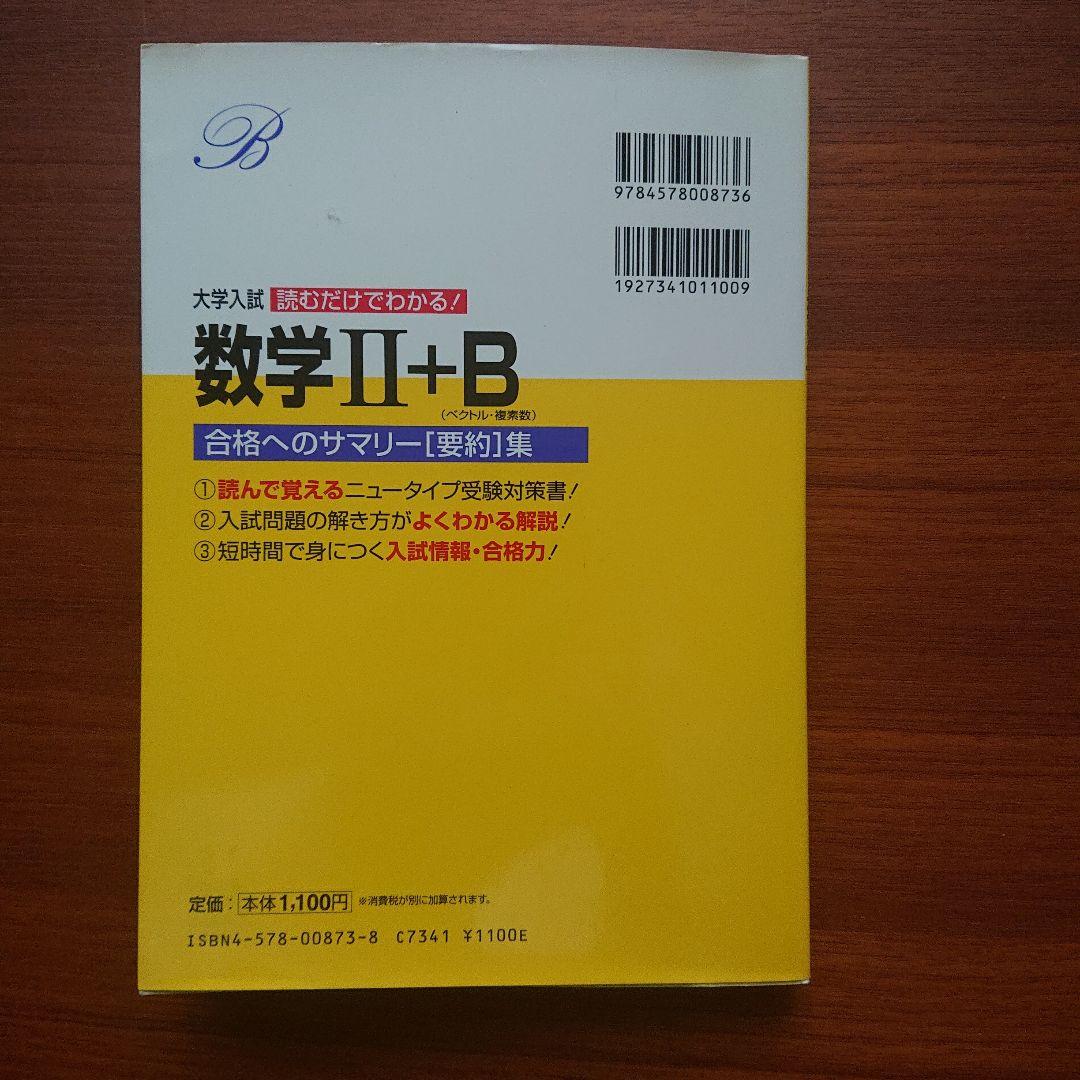 B
9784578008736
1927341011009
大学入試 読むだけでわかる!
数学II+B
(ベクトル・複素数)
合格へのサマリー[要約]集
①読んで覚えるニュータイプ受験対策書!
②入試問題の解き方がよくわかる解説!
③短時間で身につく入試情報・合格力!
定価:本体1,100円 ※消費税が別に加算されます。
ISBN4-578-00873-8 C7341 ¥1100E